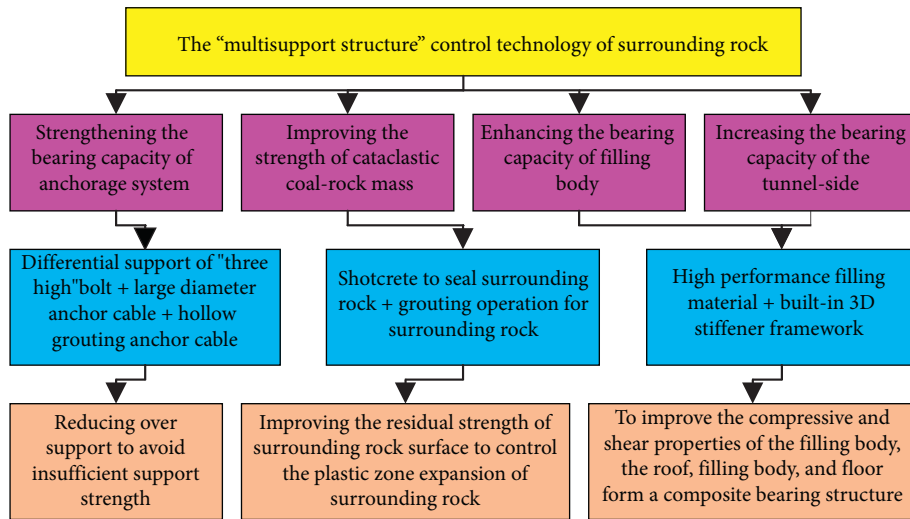 The “multisupport structure” control technology of surrounding rock
Strengthening the
bearing capacity of
anchorage system
Improving the
strength of cataclastic
coal-rock mass
Enhancing the bearing
capacity of filling
body
Increasing the bearing
capacity of the
tunnel-side
Differential support of "three
high"bolt + large diameter
anchor cable + hollow
grouting anchor cable
Shotcrete to seal surrounding
rock + grouting operation for
surrounding rock
High performance filling
material + built-in 3D
stiffener framework
Reducing over
support to avoid
insufficient support
strength
Improving the residual strength of
surrounding rock surface to control
the plastic zone expansion of
surrounding rock
To improve the compressive and
shear properties of the filling body,
the roof, filling body, and floor
form a composite bearing structure